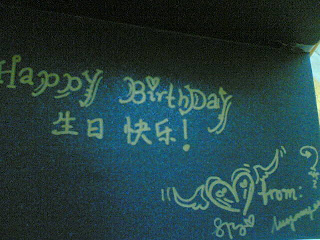 Happy BirthDay
生日 快乐!
from: